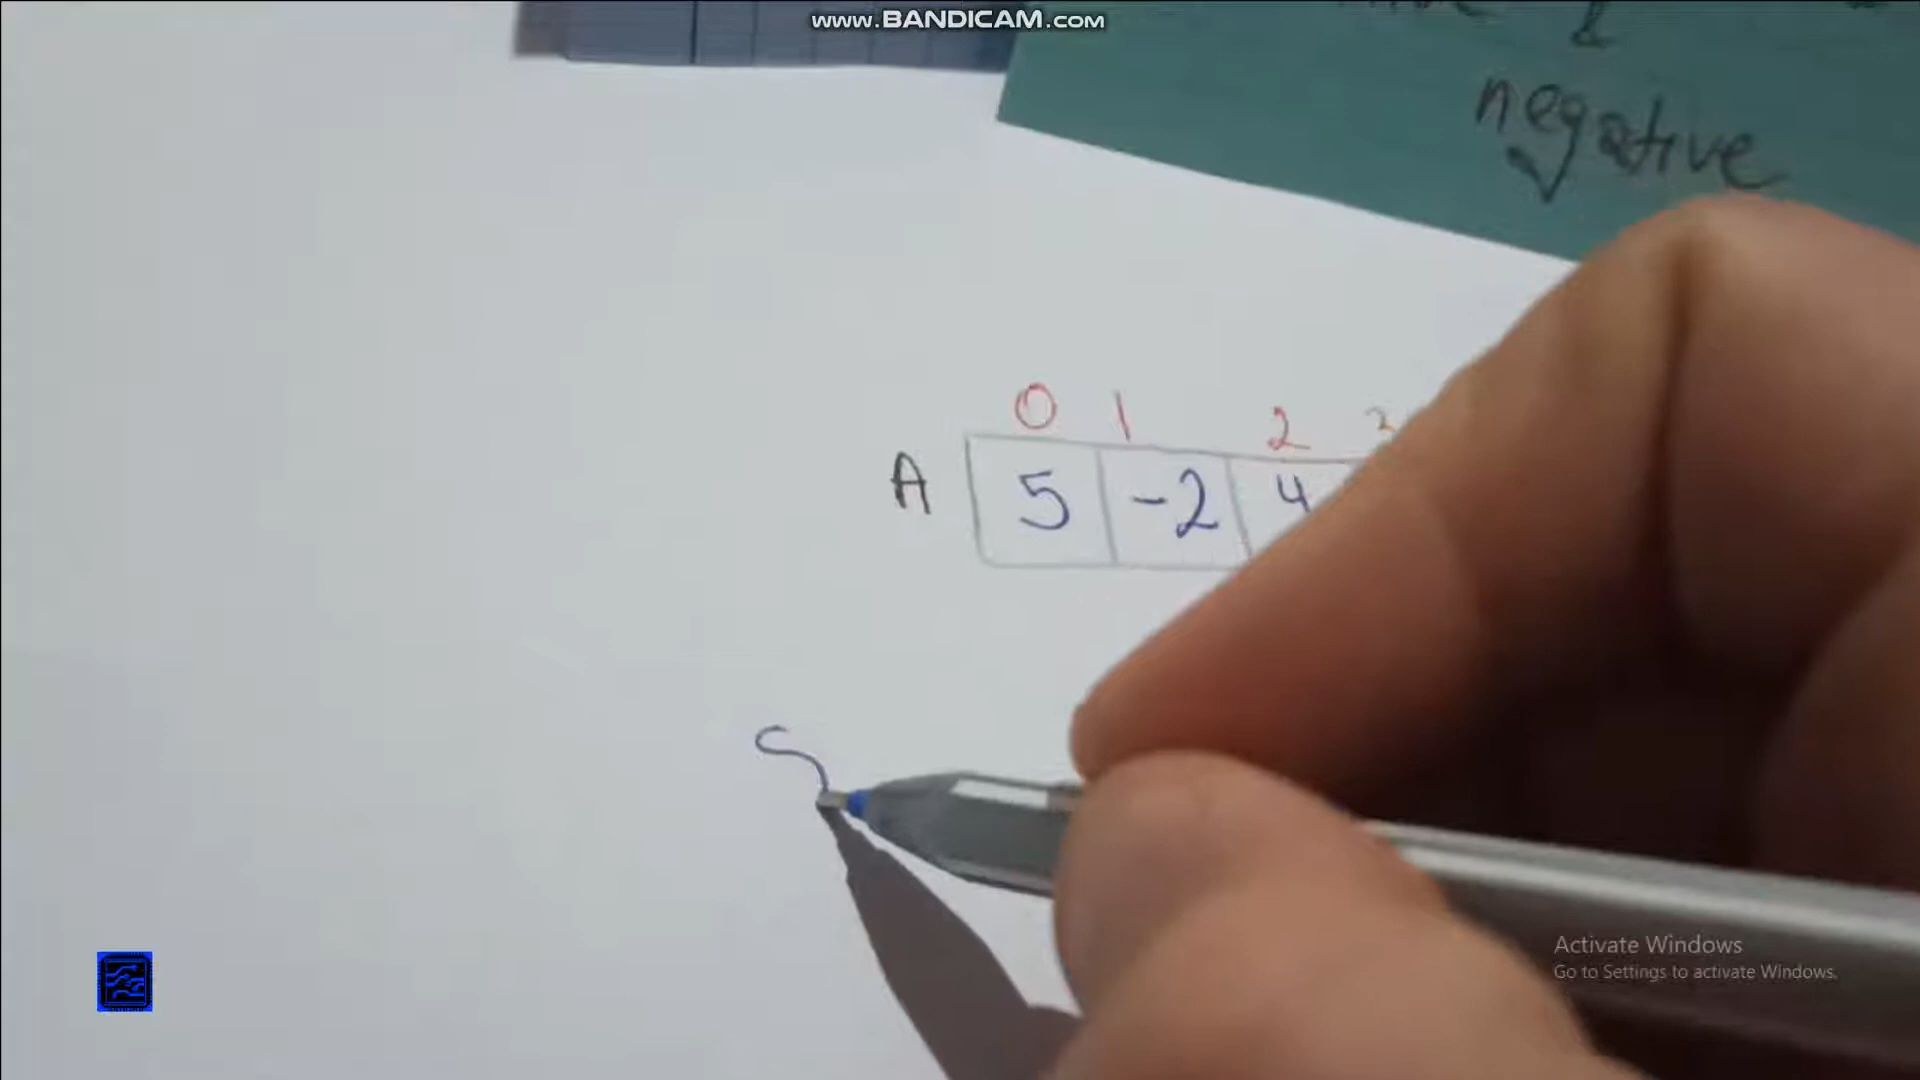 www.BANDICAM.com
&
negative
0 1 2
A 5 -2 4
Activate Windows
Go to Settings to activate Windows.